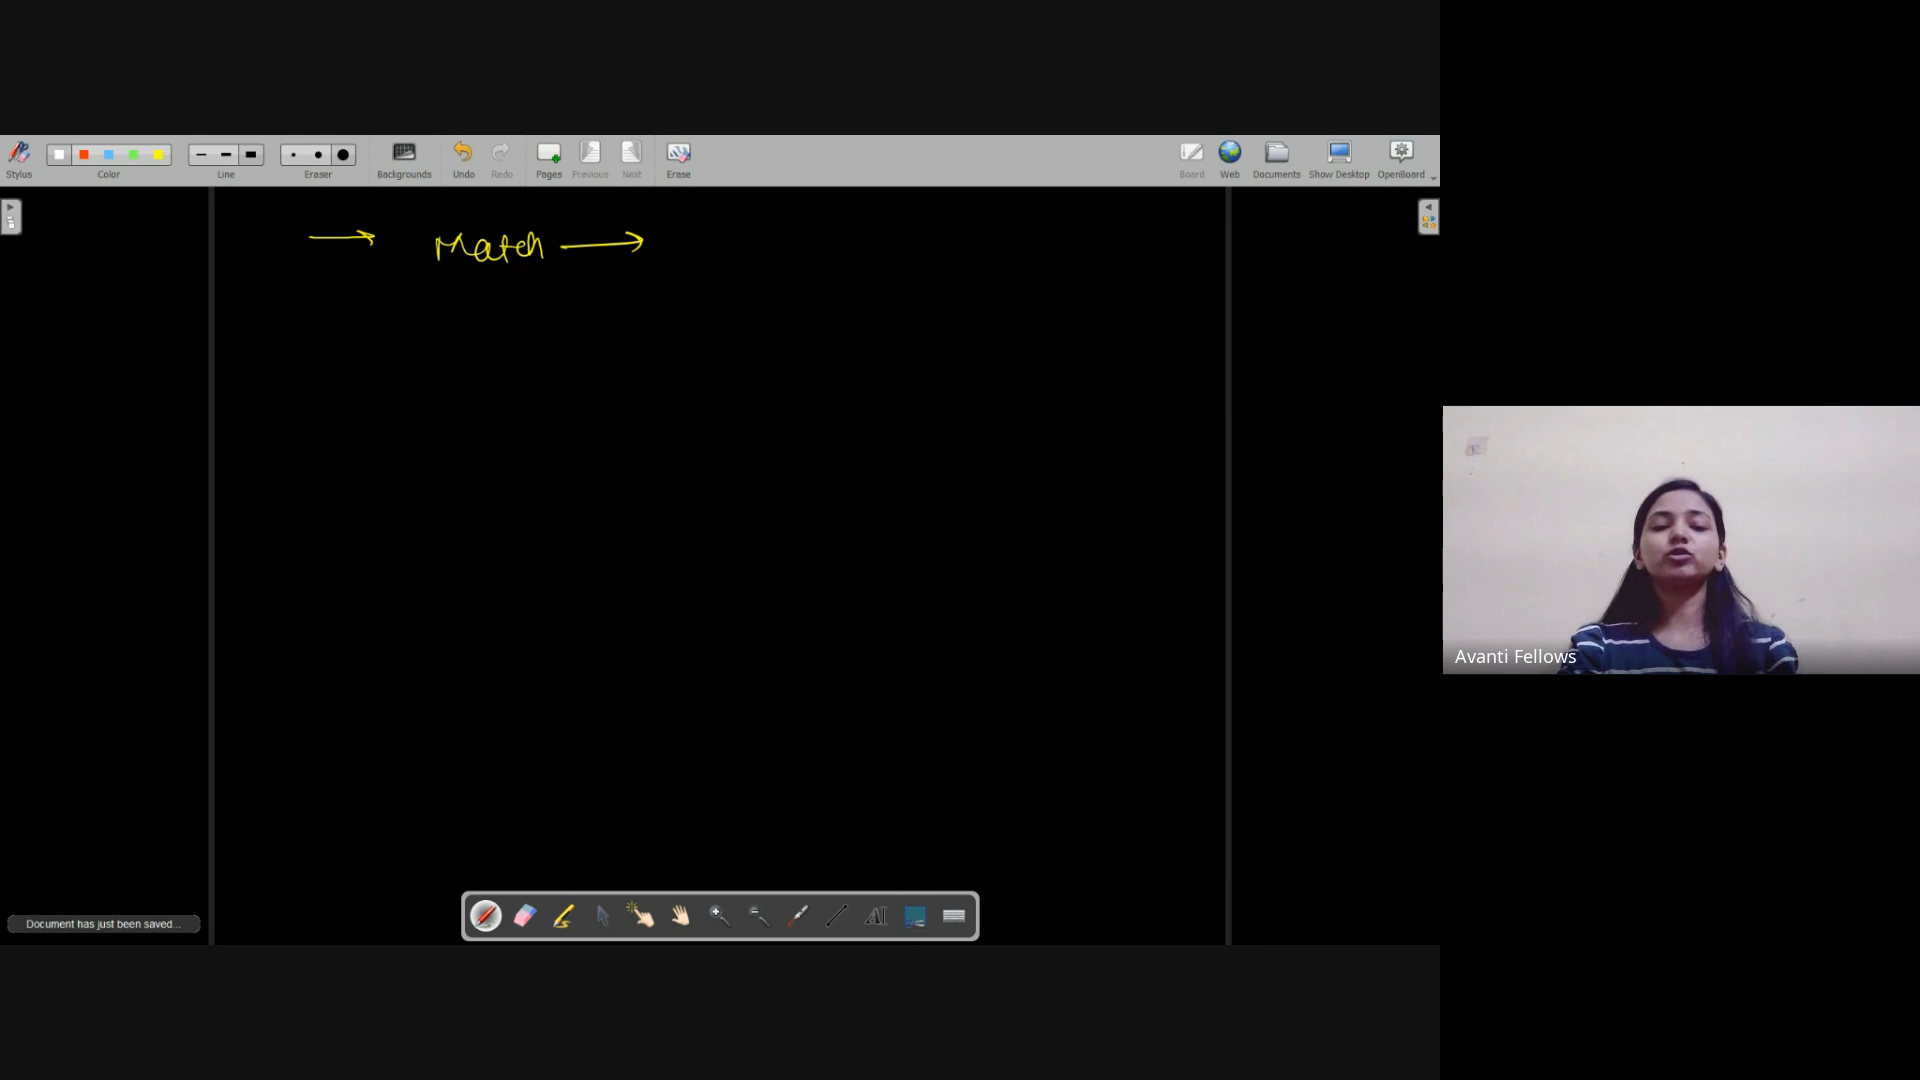 Stylus Color Line Eraser Backgrounds Undo Redo Pages Previous Next Erase Board Web Documents Show Desktop OpenBoard
→ Match →
Avanti Fellows
Document has just been saved...
AI